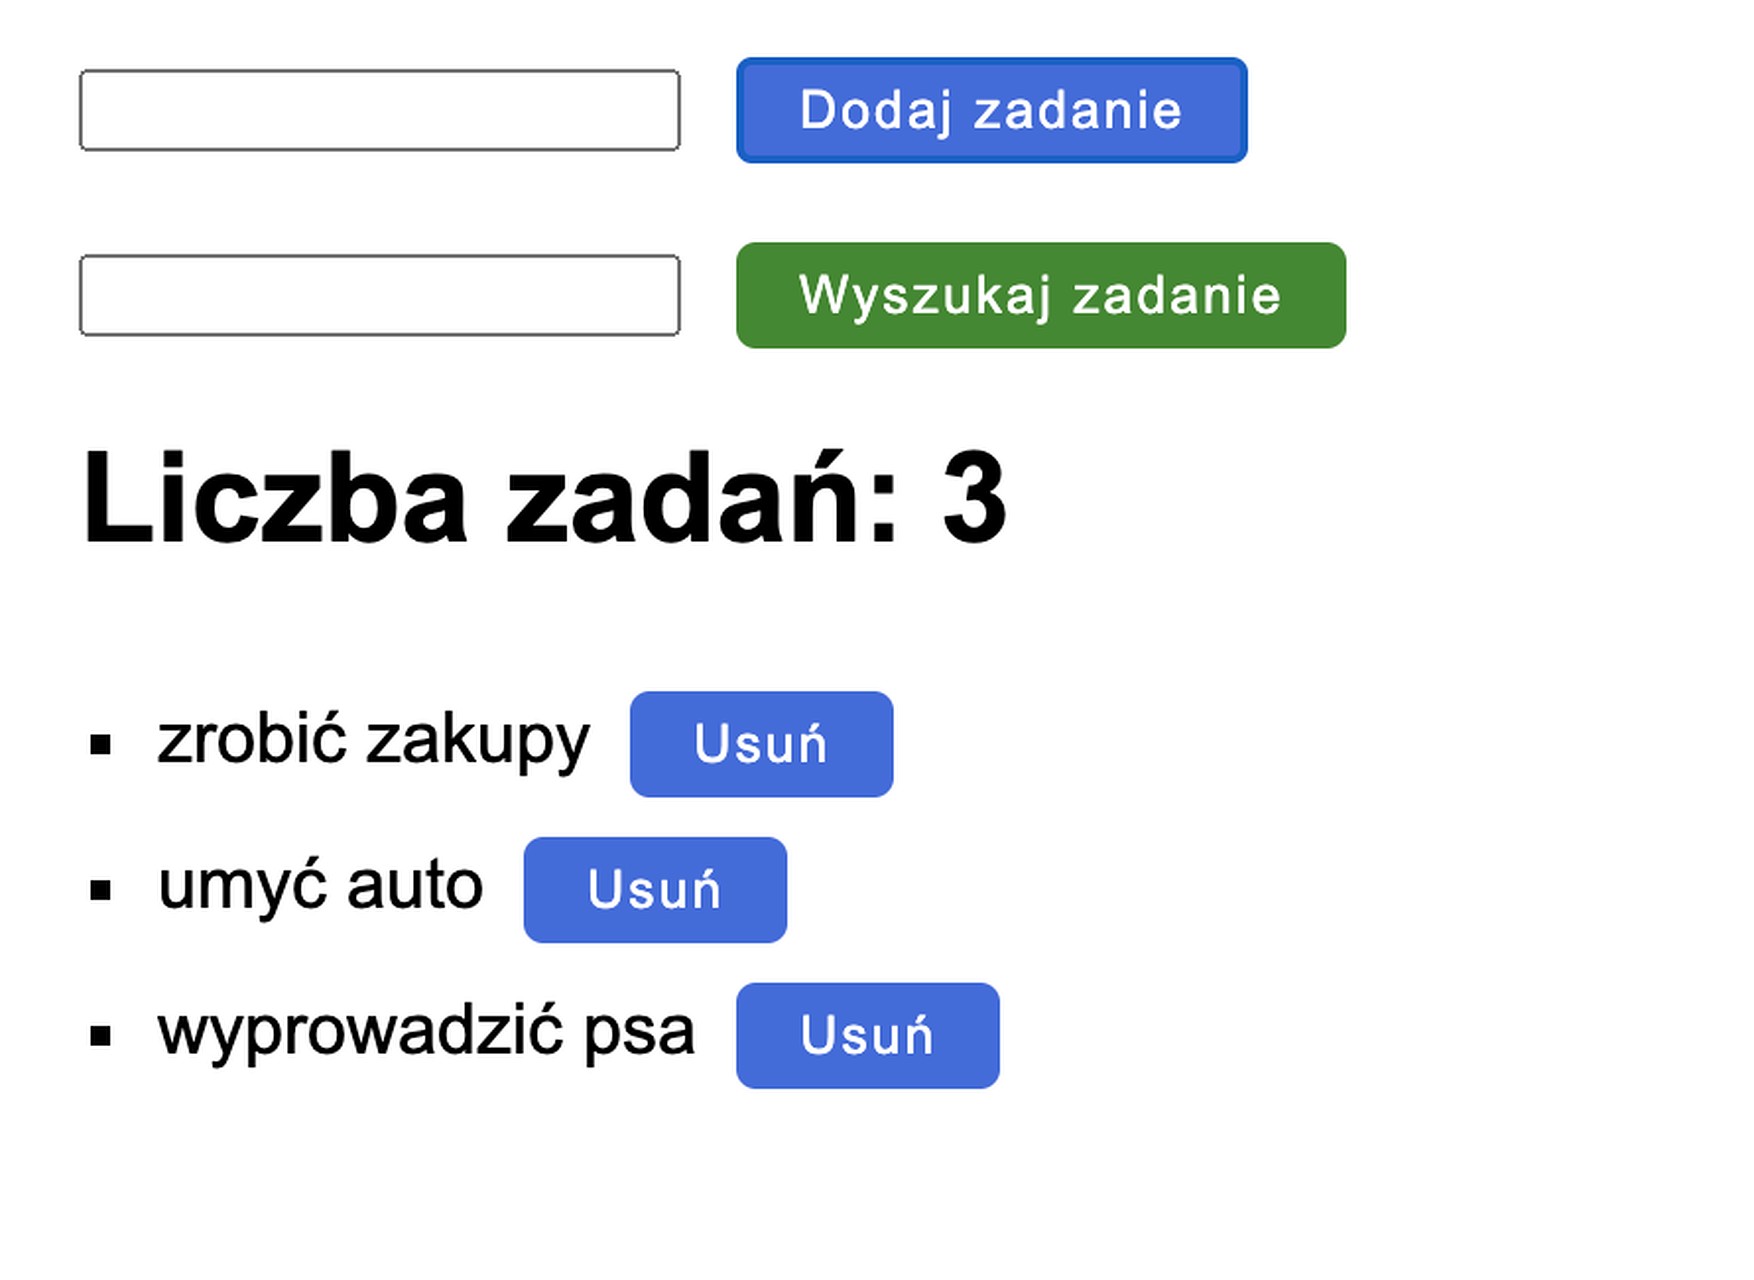 Dodaj zadanie
Wyszukaj zadanie
Liczba zadań: 3
zrobić zakupy Usuń
umyć auto Usuń
wyprowadzić psa Usuń